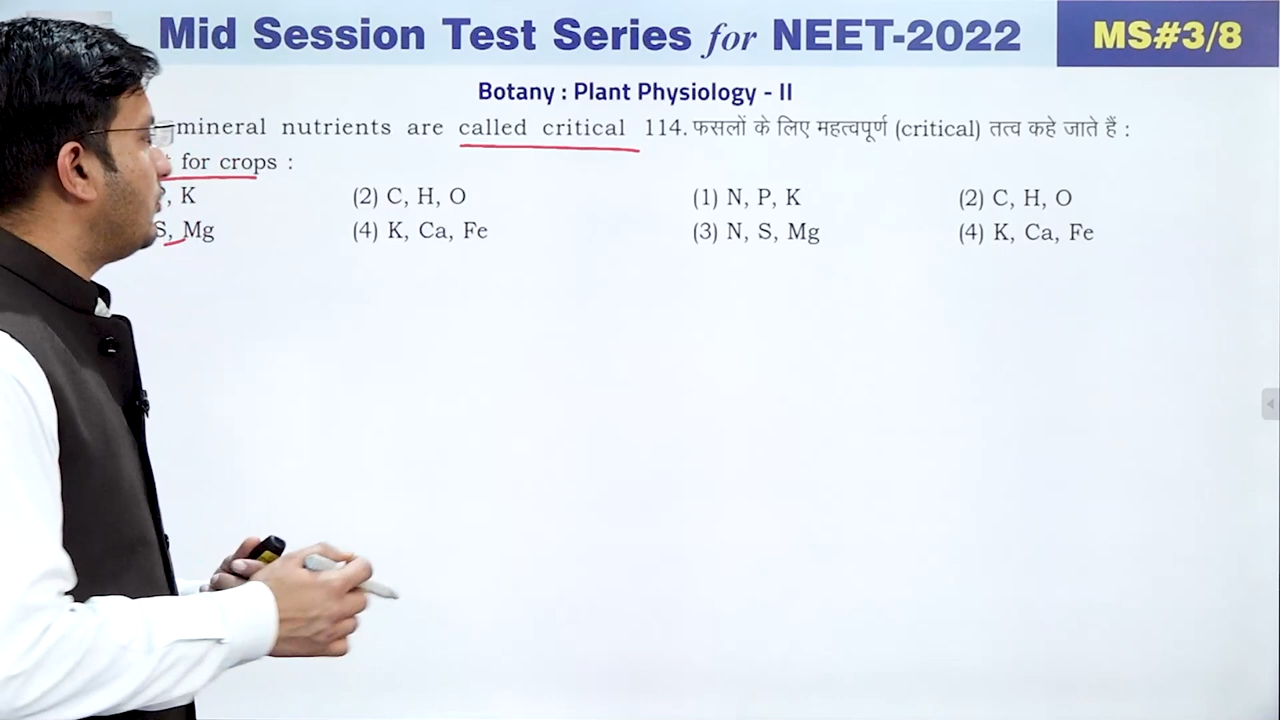 Mid Session Test Series for NEET-2022
MS#3/8
Botany : Plant Physiology - II
mineral nutrients are called critical
for crops :
, K
(2) C, H, O
S, Mg
(4) K, Ca, Fe
114. फसलों के लिए महत्वपूर्ण (critical) तत्व कहे जाते हैं :
(1) N, P, K
(2) C, H, O
(3) N, S, Mg
(4) K, Ca, Fe